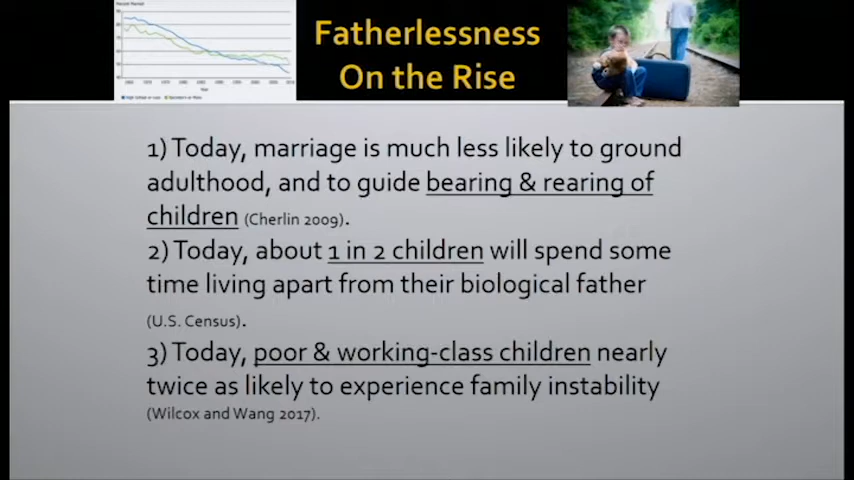 Fatherlessness
On the Rise
1) Today, marriage is much less likely to ground
adulthood, and to guide bearing & rearing of
children (Cherlin 2009).
2) Today, about 1 in 2 children will spend some
time living apart from their biological father
(U.S. Census).
3) Today, poor & working-class children nearly
twice as likely to experience family instability
(Wilcox and Wang 2017).